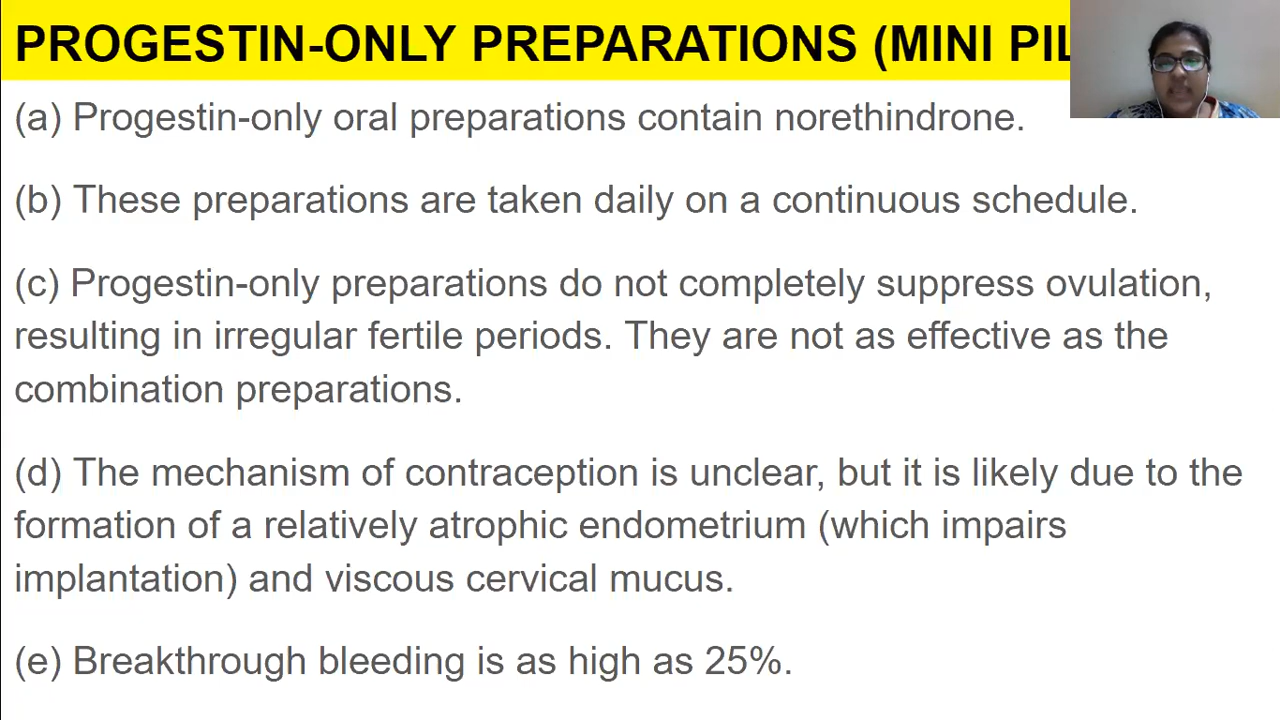 PROGESTIN-ONLY PREPARATIONS (MINI
(a) Progestin-only oral preparations contain norethindrone.
(b) These preparations are taken daily on a continuous schedule.
(c) Progestin-only preparations do not completely suppress ovulation,
resulting in irregular fertile periods. They are not as effective as the
combination preparations.
(d) The mechanism of contraception is unclear, but it is likely due to the
formation of a relatively atrophic endometrium (which impairs
implantation) and viscous cervical mucus.
(e) Breakthrough bleeding is as high as 25%.